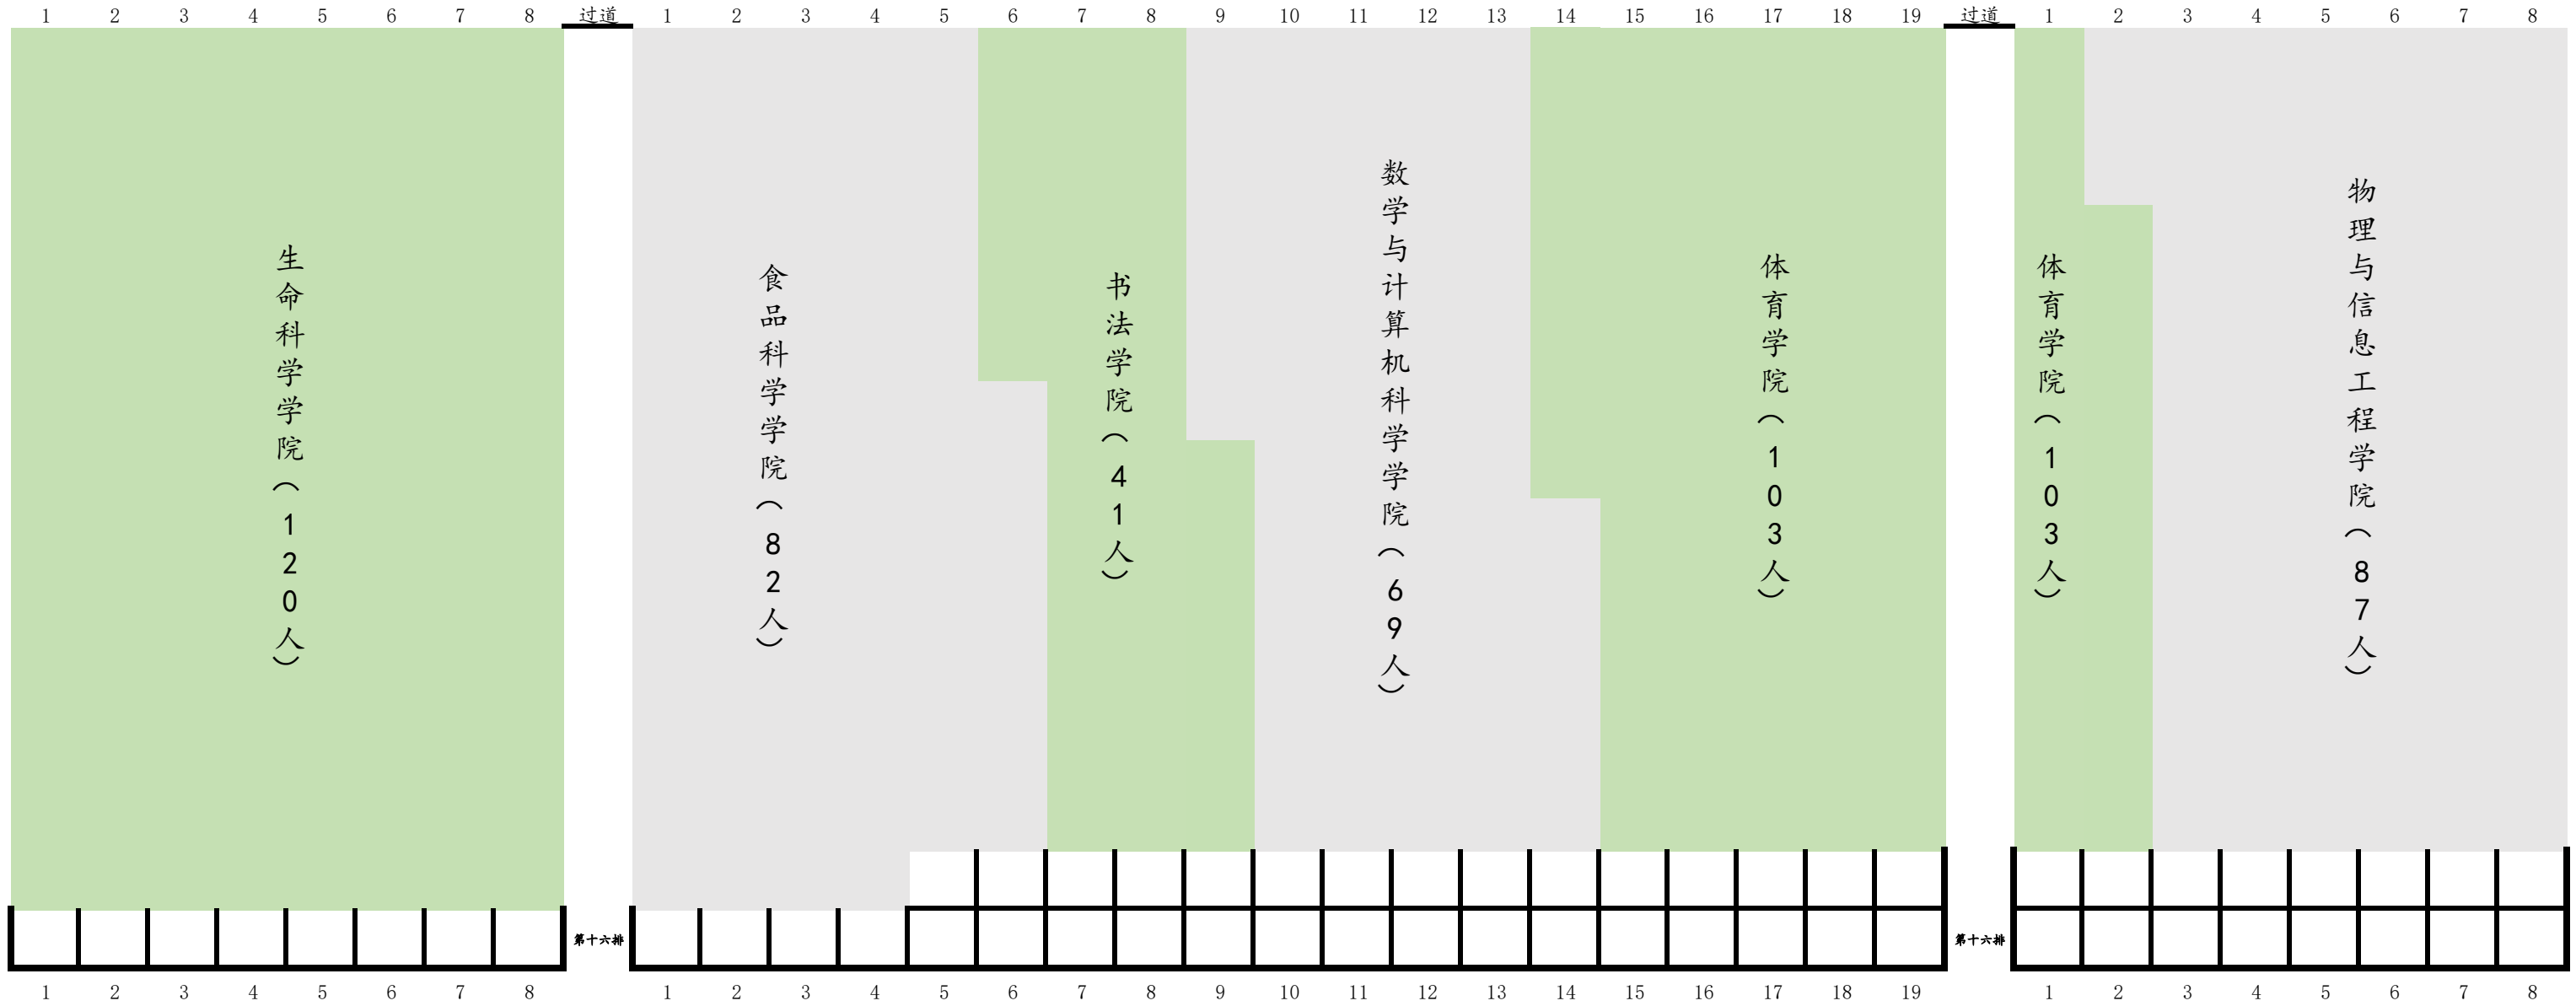 1 2 3 4 5 6 7 8 过道 1 2 3 4 5 6 7 8 9 10 11 12 13 14 15 16 17 18 19 过道 1 2 3 4 5 6 7 8
生命科学学院（120人）
食品科学学院（82人）
书法学院（41人）
数学与计算机科学学院（69人）
体育学院（103人）
体育学院（103人）
物理与信息工程学院（87人）
第十六排
第十六排
1 2 3 4 5 6 7 8 1 2 3 4 5 6 7 8 9 10 11 12 13 14 15 16 17 18 19 1 2 3 4 5 6 7 8